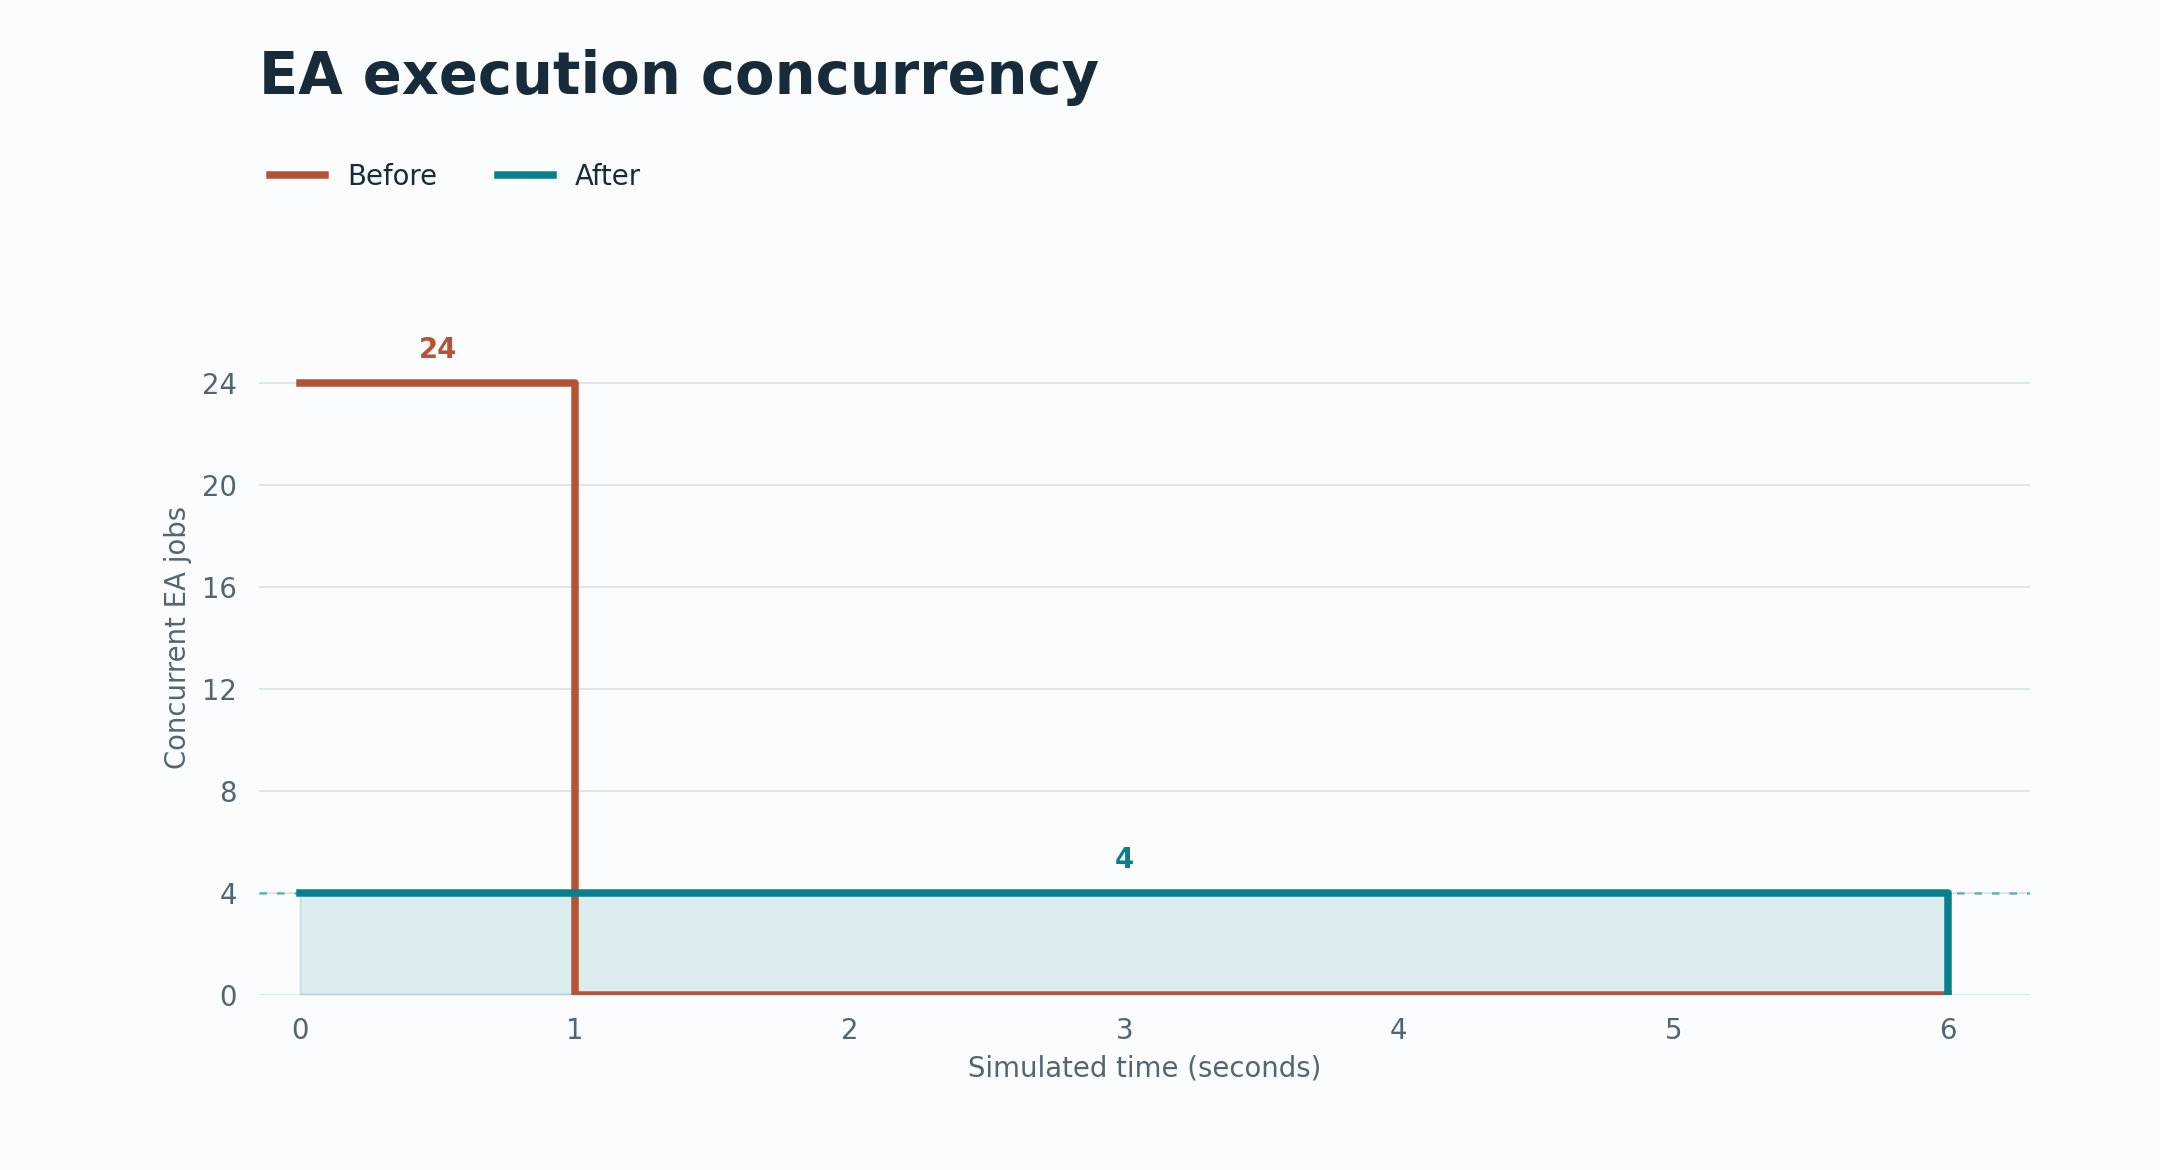 EA execution concurrency
Before After
24
24
20
16
12
8
4
4
0
Concurrent EA jobs
0 1 2 3 4 5 6
Simulated time (seconds)